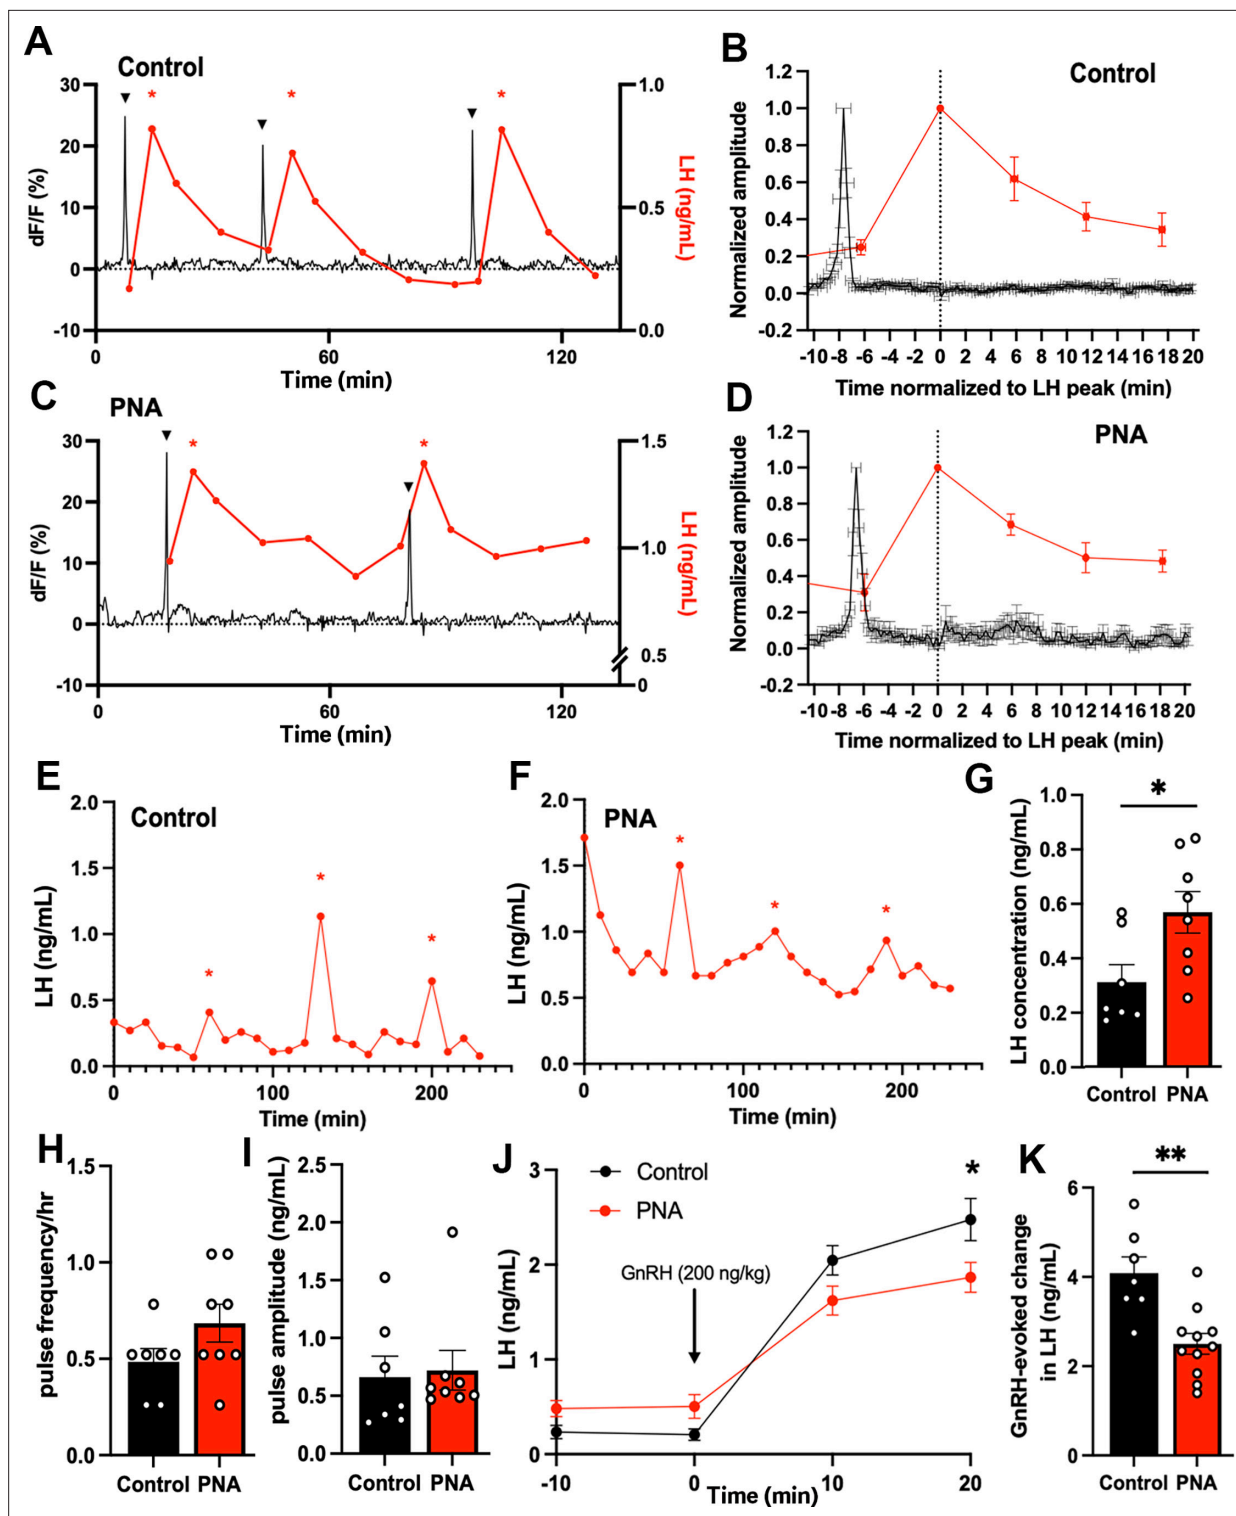 A
Control
30
20
10
0
-10
dF/F (%)
*
*
*
1.0
0.5
0.0
LH (ng/mL)
0
60
120
Time (min)
B
Control
1.2
1.0
0.8
0.6
0.4
0.2
0.0
-0.2
Normalized amplitude
-10 -8 -6 -4 -2 0 2 4 6 8 10 12 14 16 18 20
Time normalized to LH peak (min)
C
PNA
30
20
10
0
-10
dF/F (%)
*
*
1.5
1.0
0.5
0
LH (ng/mL)
0
60
120
Time (min)
D
PNA
1.2
1.0
0.8
0.6
0.4
0.2
0.0
-0.2
Normalized amplitude
-10 -8 -6 -4 -2 0 2 4 6 8 10 12 14 16 18 20
Time normalized to LH peak (min)
E
Control
2.0
1.5
1.0
0.5
0.0
LH (ng/mL)
*
*
*
0
100
200
Time (min)
F
PNA
2.0
1.5
1.0
0.5
0.0
LH (ng/mL)
*
*
*
0
100
200
Time (min)
G
*
1.0
0.8
0.6
0.4
0.2
0.0
LH concentration (ng/mL)
Control PNA
H
1.5
1.0
0.5
0.0
pulse frequency/hr
Control PNA
I
2.5
2.0
1.5
1.0
0.5
0.0
pulse amplitude (ng/mL)
Control PNA
J
Control
PNA
*
3
2
1
0
LH (ng/mL)
GnRH (200 ng/kg)
-10
0
10
20
Time (min)
K
**
6
4
2
0
GnRH-evoked change
in LH (ng/mL)
Control PNA